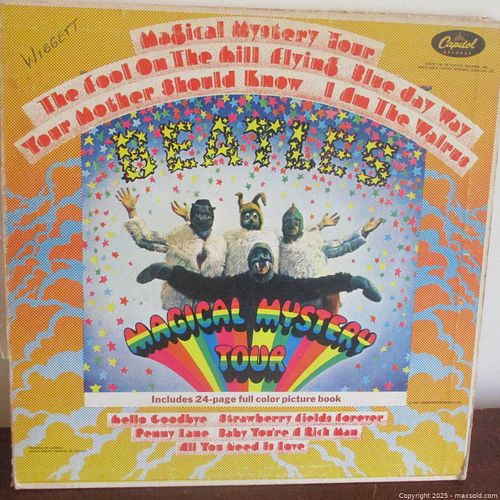 WIGGETT
Capitol
RECORDS
Magical Mystery Tour
The Fool On The Hill Flying Blue Jay Way
Your Mother Should Know I Am The Walrus
BEATLES
MAGICAL MYSTERY
TOUR
Includes 24-page full color picture book
Hello Goodbye Strawberry Fields Forever
Penny Lane Baby You're A Rich Man
All You Need Is Love
Copyright © 2025 - maxsold.com